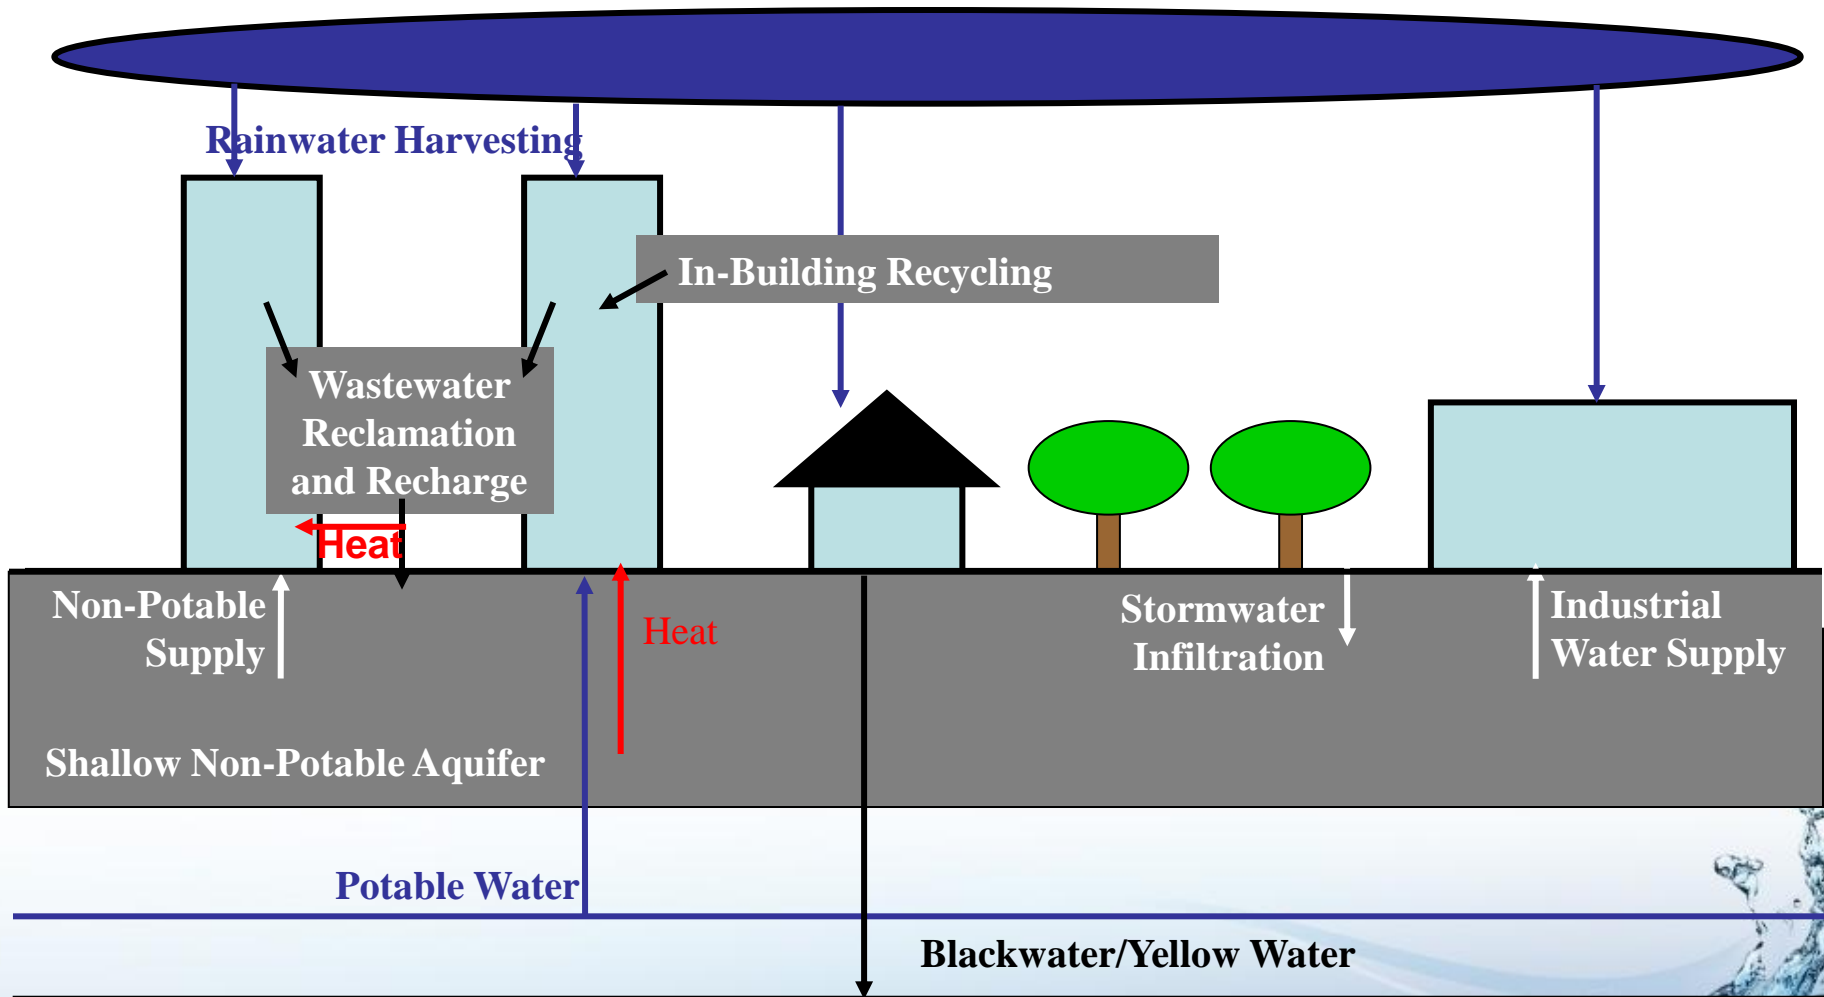 Rainwater Harvesting
In-Building Recycling
Wastewater
Reclamation
and Recharge
Heat
Non-Potable
Supply
Heat
Stormwater
Infiltration
Industrial
Water Supply
Shallow Non-Potable Aquifer
Potable Water
Blackwater/Yellow Water